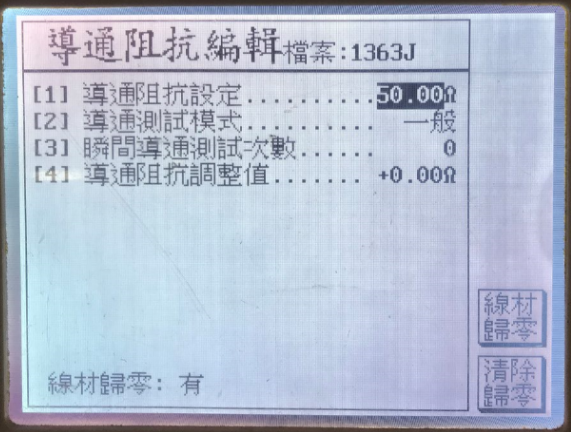 導通阻抗編輯檔案:1363J
[1] 導通阻抗設定..........50.00Ω
[2] 導通測試模式........... 一般
[3] 瞬間導通測試次數...... 0
[4] 導通阻抗調整值....... +0.00Ω
線材歸零
清除歸零
線材歸零: 有